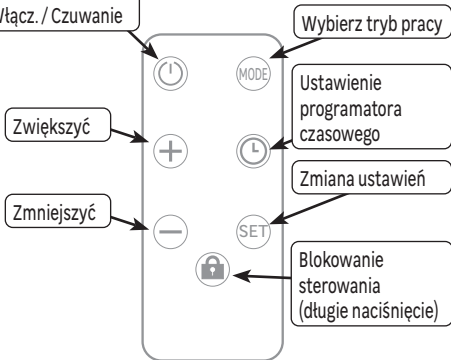 Włącz. / Czuwanie
Wybierz tryb pracy
MODE
Ustawienie
programatora
czasowego
Zwiększyć
Zmiana ustawień
Zmniejszyć
SET
Blokowanie
sterowania
(długie naciśnięcie)